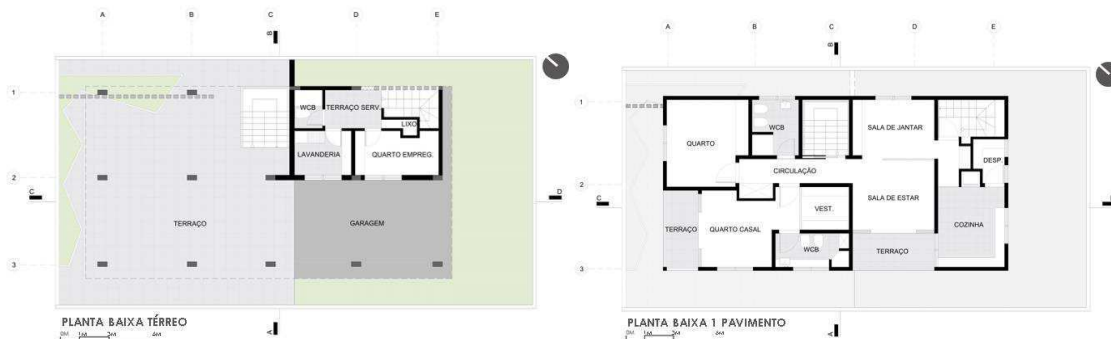 A B C D E
B
1
WCB TERRAÇO SERV
LIXO
LAVANDERIA QUARTO EMPREG.
2
C D
TERRAÇO GARAGEM
3
PLANTA BAIXA TÉRREO
A
A B C D E
B
1
SALA DE JANTAR
WCB
QUARTO
DESP.
CIRCULAÇÃO
2
C
SALA DE ESTAR
VEST.
TERRAÇO QUARTO CASAL COZINHA
WCB
TERRAÇO
3
PLANTA BAIXA 1 PAVIMENTO
A